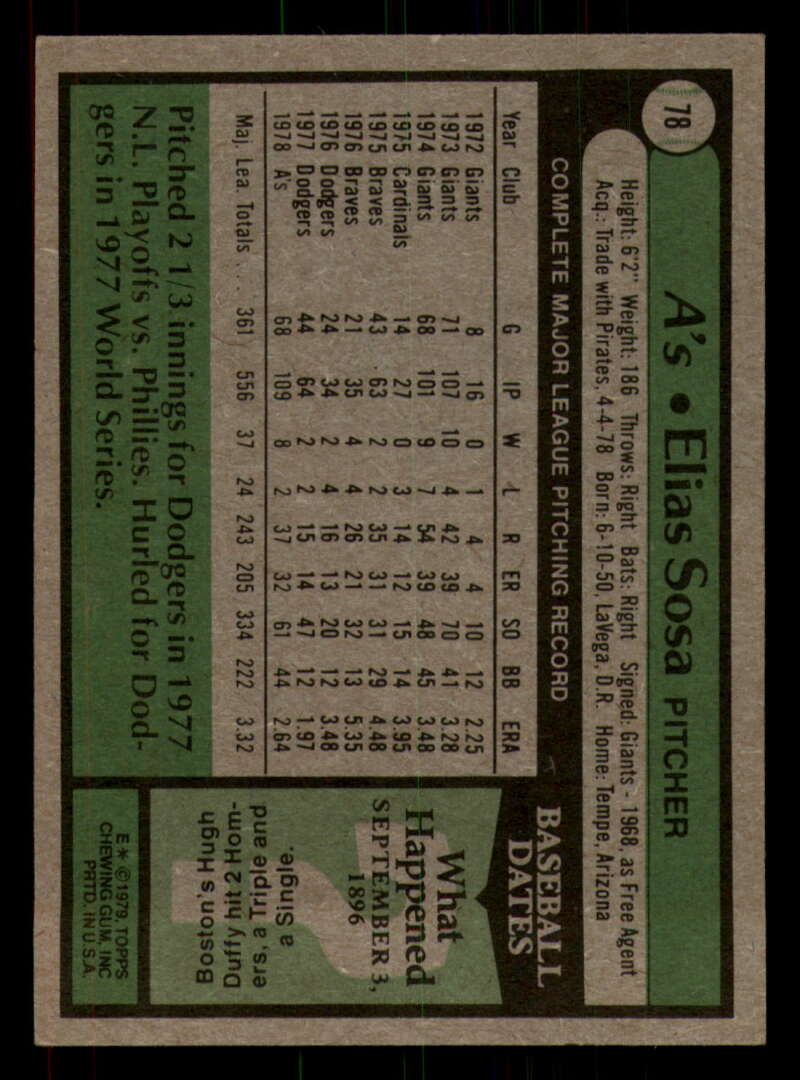 78
A's • Elias Sosa PITCHER
Height: 6'2" Weight: 186 Throws: Right Bats: Right Signed: Giants - 1968, as Free Agent
Acq.: Trade with Pirates, 4-4-78 Born: 6-10-50, LaVega, D.R. Home: Tempe, Arizona
COMPLETE MAJOR LEAGUE PITCHING RECORD
Year Club G IP W L R ER SO BB ERA
1972 Giants 8 16 0 1 4 4 10 12 2.25
1973 Giants 71 107 10 4 42 39 70 41 3.28
1974 Giants 68 101 9 7 54 39 48 45 3.48
1975 Cardinals 14 27 0 3 14 12 15 14 3.95
1975 Braves 43 63 2 2 35 31 31 29 4.48
1976 Braves 21 35 4 4 26 21 32 13 5.35
1976 Dodgers 24 34 2 4 16 13 20 12 3.48
1977 Dodgers 44 64 2 2 15 14 47 12 1.97
1978 A's 68 109 8 2 37 32 61 44 2.64
Maj. Lea. Totals . . . 361 556 37 24 243 205 334 222 3.32
Pitched 2 1/3 innings for Dodgers in 1977
N.L. Playoffs vs. Phillies. Hurled for Dod-
gers in 1977 World Series.
BASEBALL
DATES
What
Happened
SEPTEMBER 3,
1896
Boston's Hugh
Duffy hit 2 Hom-
ers, a Triple and
a Single.
E* ©1979, TOPPS
CHEWING GUM, INC
PRTD. IN U.S.A.